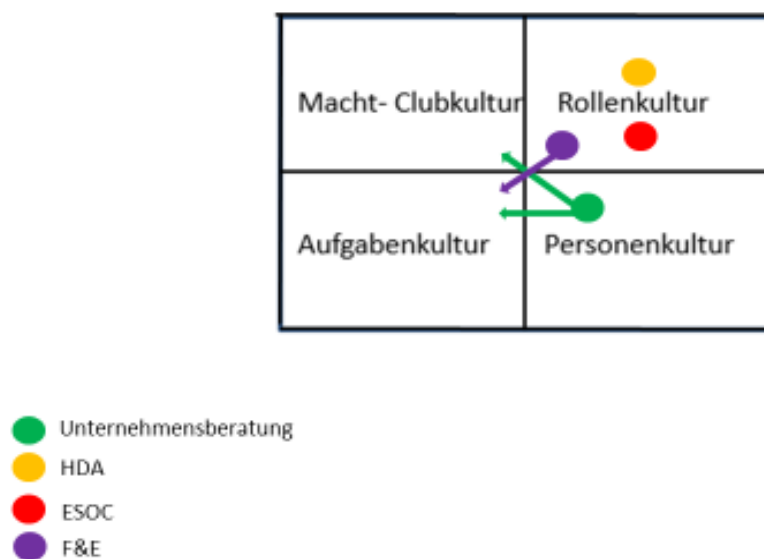 Macht- Clubkultur
Rollenkultur
Aufgabenkultur
Personenkultur
Unternehmensberatung
HDA
ESOC
F&E